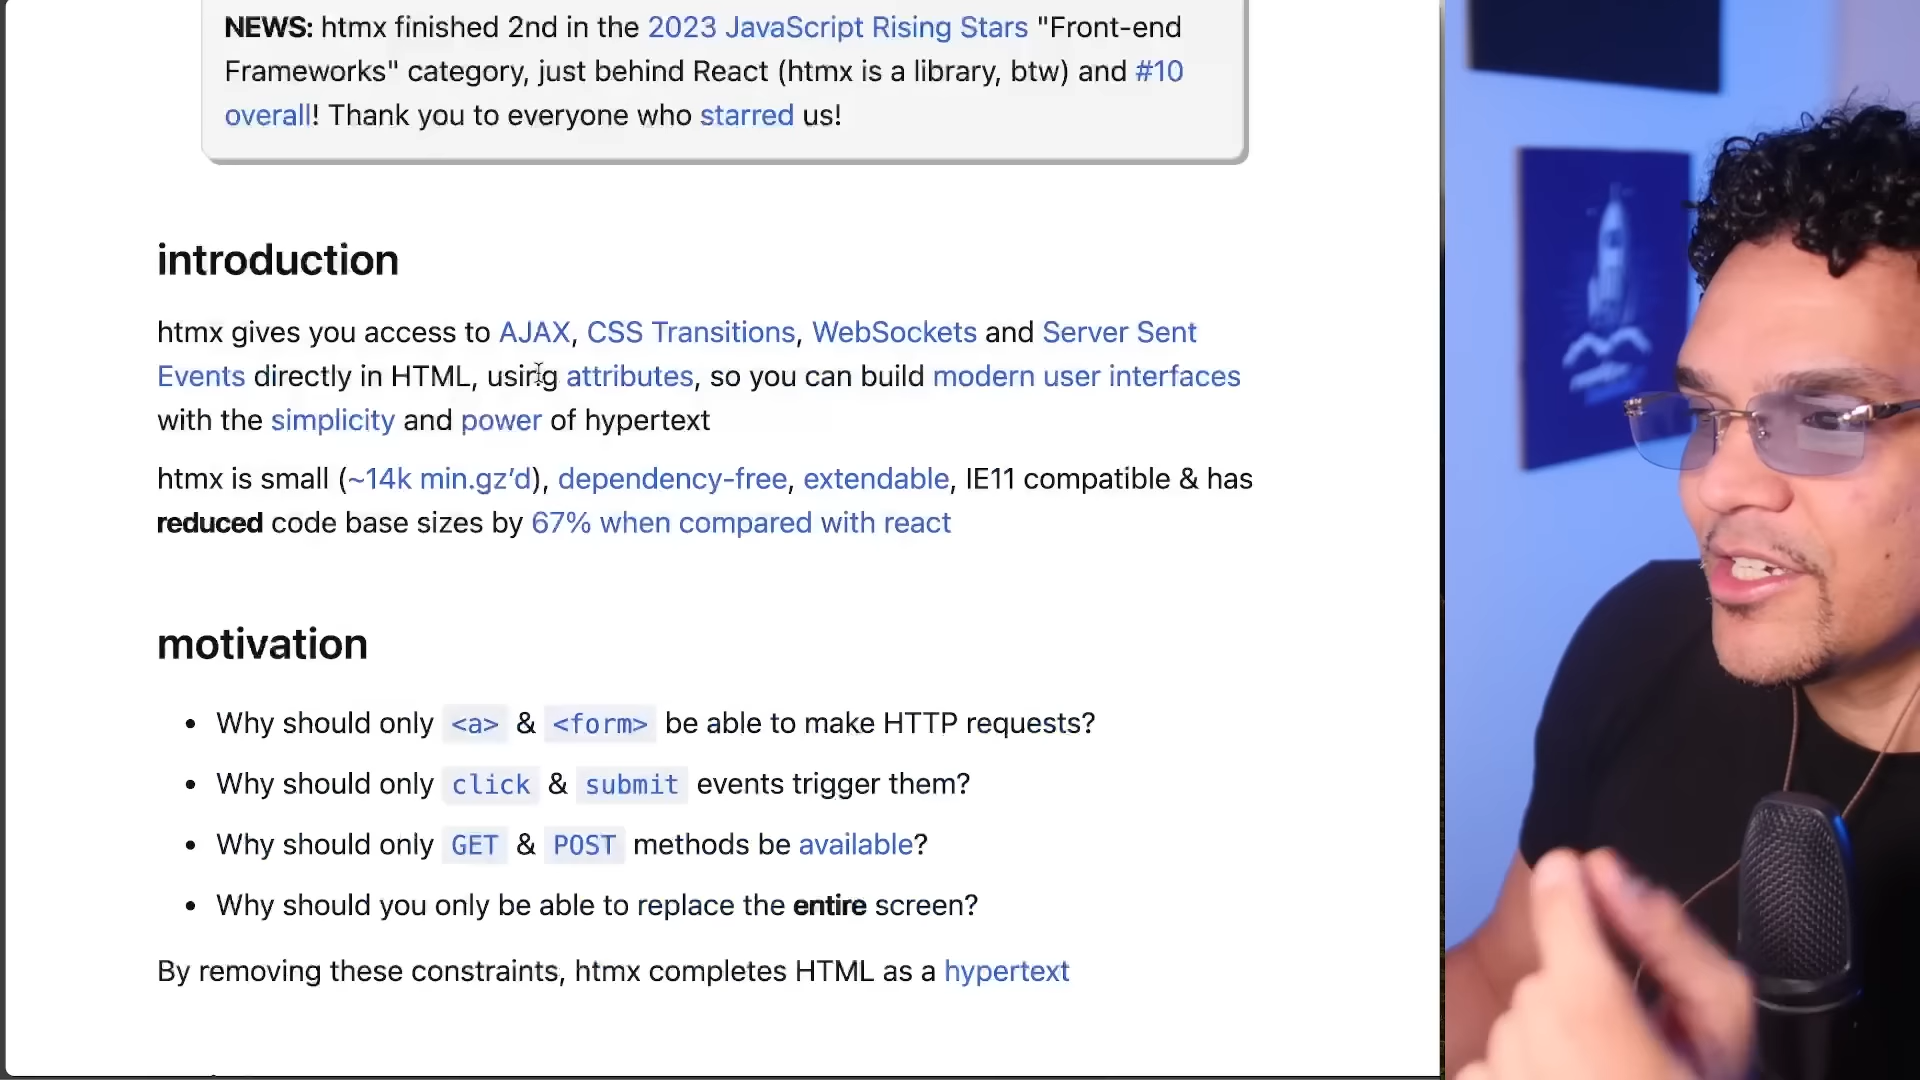 NEWS: htmx finished 2nd in the 2023 JavaScript Rising Stars "Front-end
Frameworks" category, just behind React (htmx is a library, btw) and #10
overall! Thank you to everyone who starred us!
introduction
htmx gives you access to AJAX, CSS Transitions, WebSockets and Server Sent
Events directly in HTML, using attributes, so you can build modern user interfaces
with the simplicity and power of hypertext
htmx is small (~14k min.gz’d), dependency-free, extendable, IE11 compatible & has
reduced code base sizes by 67% when compared with react
motivation
• Why should only <a> & <form> be able to make HTTP requests?
• Why should only click & submit events trigger them?
• Why should only GET & POST methods be available?
• Why should you only be able to replace the entire screen?
By removing these constraints, htmx completes HTML as a hypertext